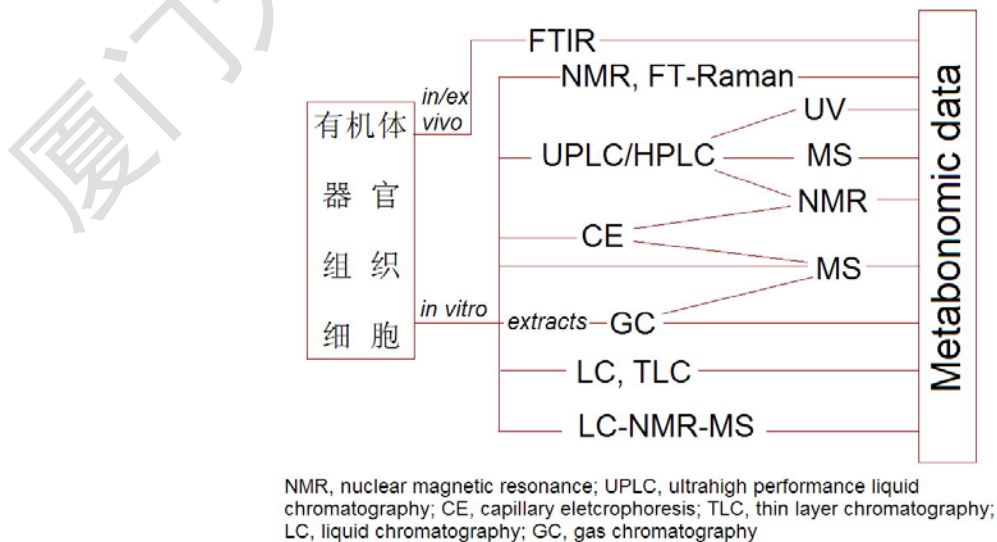 厦门
FTIR
NMR, FT-Raman
in/ex
vivo
有机体
器官
组织
细胞
UV
UPLC/HPLC
MS
NMR
CE
MS
in vitro
extracts
GC
LC, TLC
LC-NMR-MS
Metabonomic data
NMR, nuclear magnetic resonance; UPLC, ultrahigh performance liquid
chromatography; CE, capillary eletcrophoresis; TLC, thin layer chromatography;
LC, liquid chromatography; GC, gas chromatography